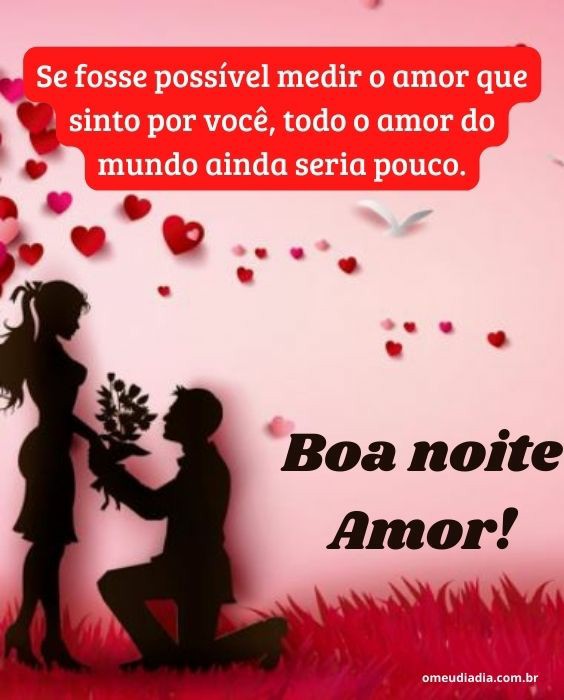 Se fosse possível medir o amor que
sinto por você, todo o amor do
mundo ainda seria pouco.
Boa noite
Amor!
omeudiadia.com.br